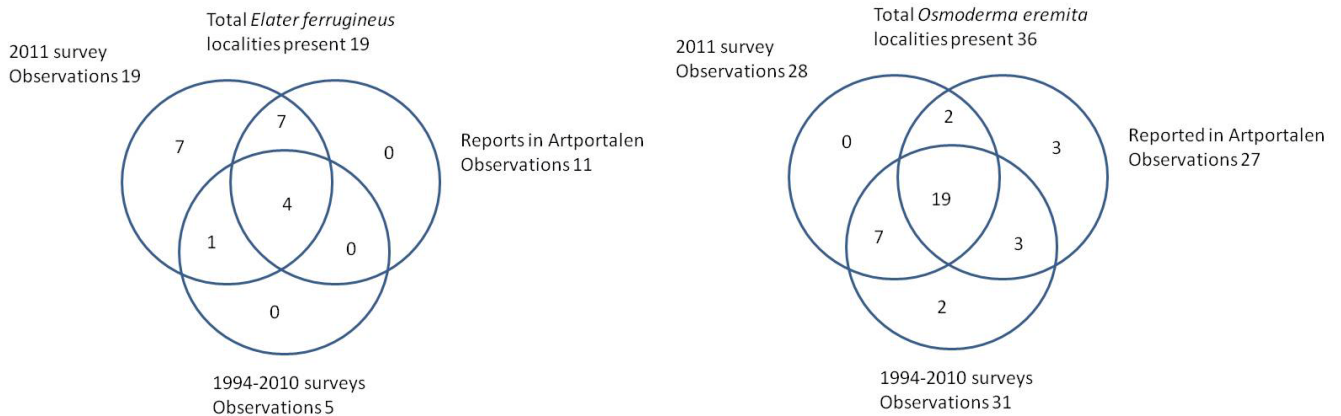 Total Elater ferrugineus
localities present 19
2011 survey
Observations 19
7
7
0
Reports in Artportalen
Observations 11
4
1
0
0
1994-2010 surveys
Observations 5
Total Osmoderma eremita
localities present 36
2011 survey
Observations 28
2
0
3
Reported in Artportalen
Observations 27
19
7
3
2
1994-2010 surveys
Observations 31